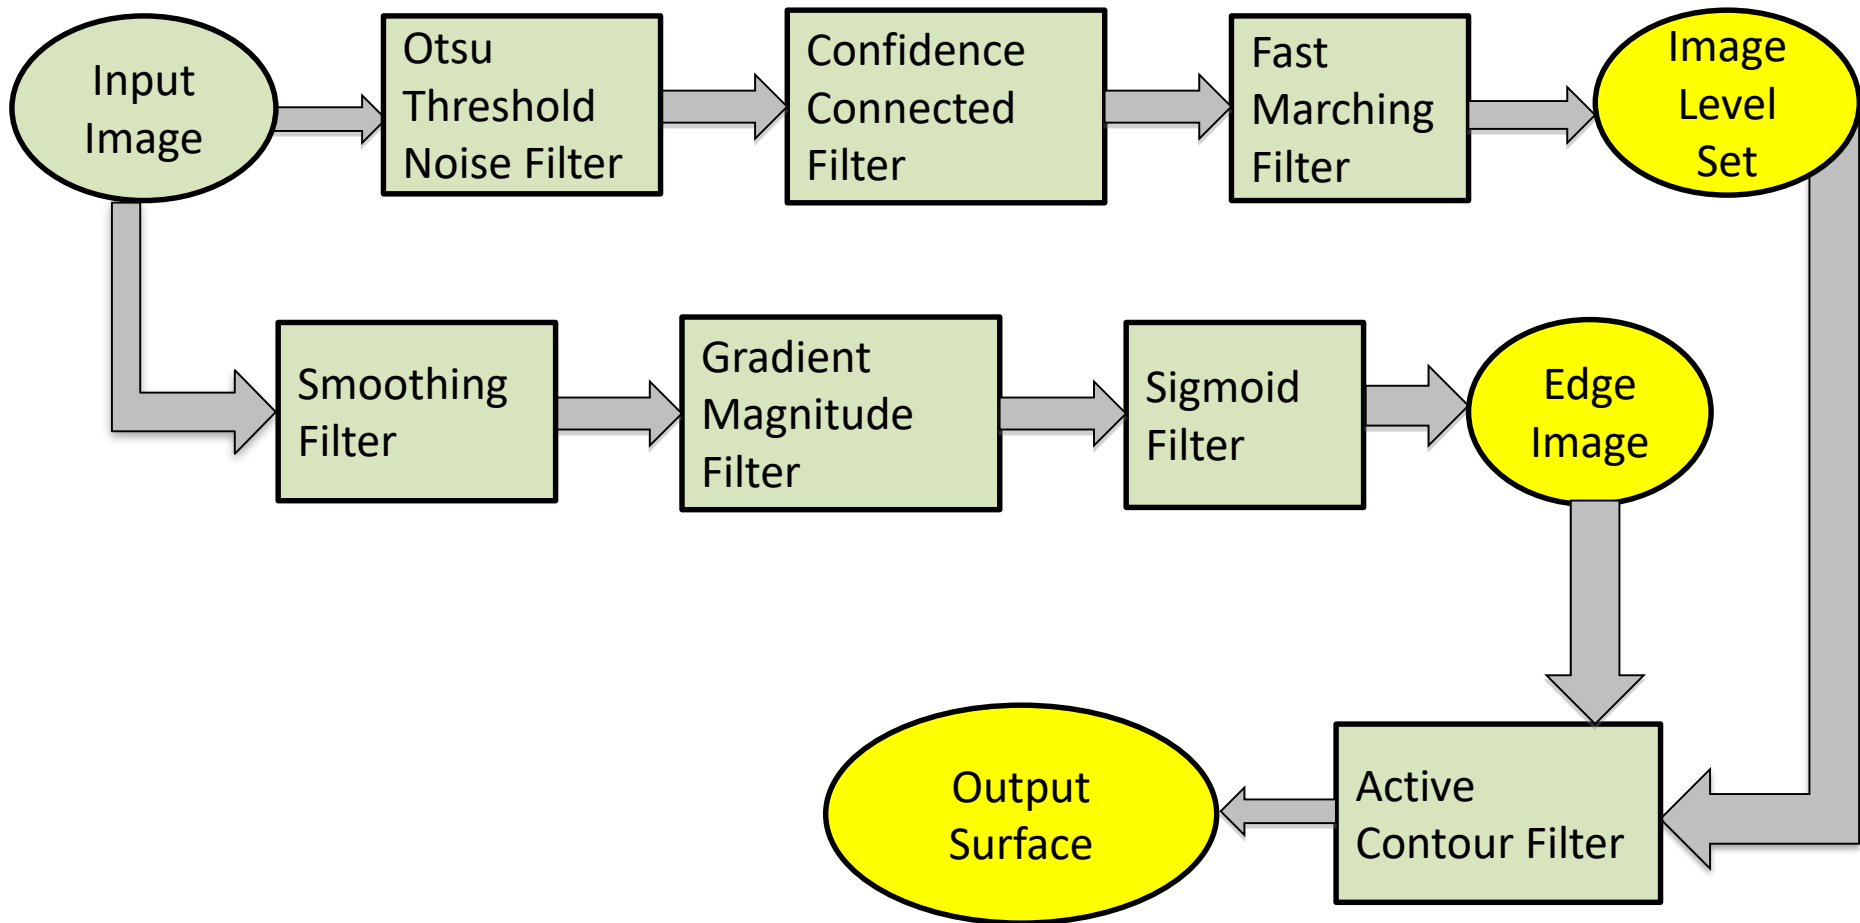 Input
Image
Otsu
Threshold
Noise Filter
Confidence
Connected
Filter
Fast
Marching
Filter
Image
Level
Set
Smoothing
Filter
Gradient
Magnitude
Filter
Sigmoid
Filter
Edge
Image
Output
Surface
Active
Contour Filter